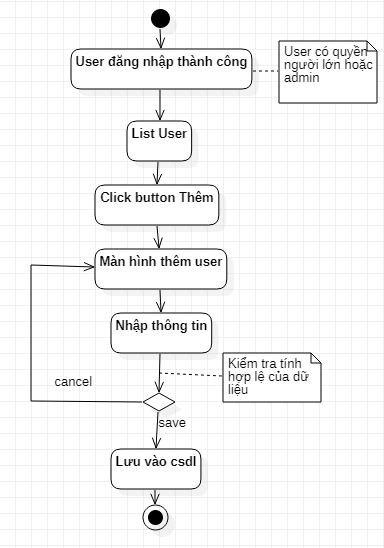 User đăng nhập thành công
User có quyền
người lớn hoặc
admin
List User
Click button Thêm
Màn hình thêm user
Nhập thông tin
Kiểm tra tính
hợp lệ của dữ
liệu
cancel
save
Lưu vào csdl